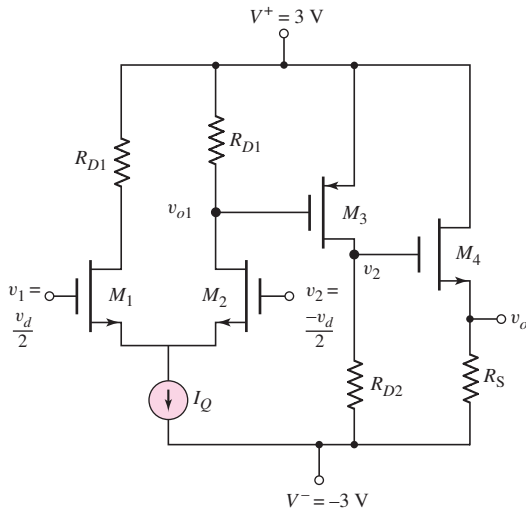 V⁺ = 3 V
R_D1
R_D1
v_o1
M_3
M_4
v_2
v_1 =
v_d
2
M_1
M_2
v_2 =
-v_d
2
v_o
I_Q
R_D2
R_S
V⁻ = –3 V